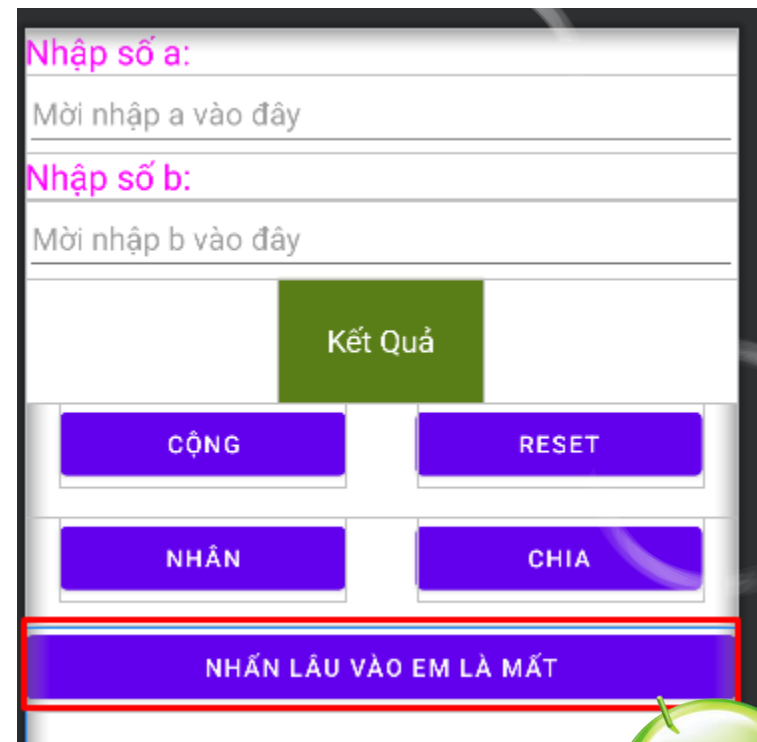 Nhập số a:
Mời nhập a vào đây
Nhập số b:
Mời nhập b vào đây
Kết Quả
CỘNG
RESET
NHÂN
CHIA
NHẤN LÂU VÀO EM LÀ MẤT